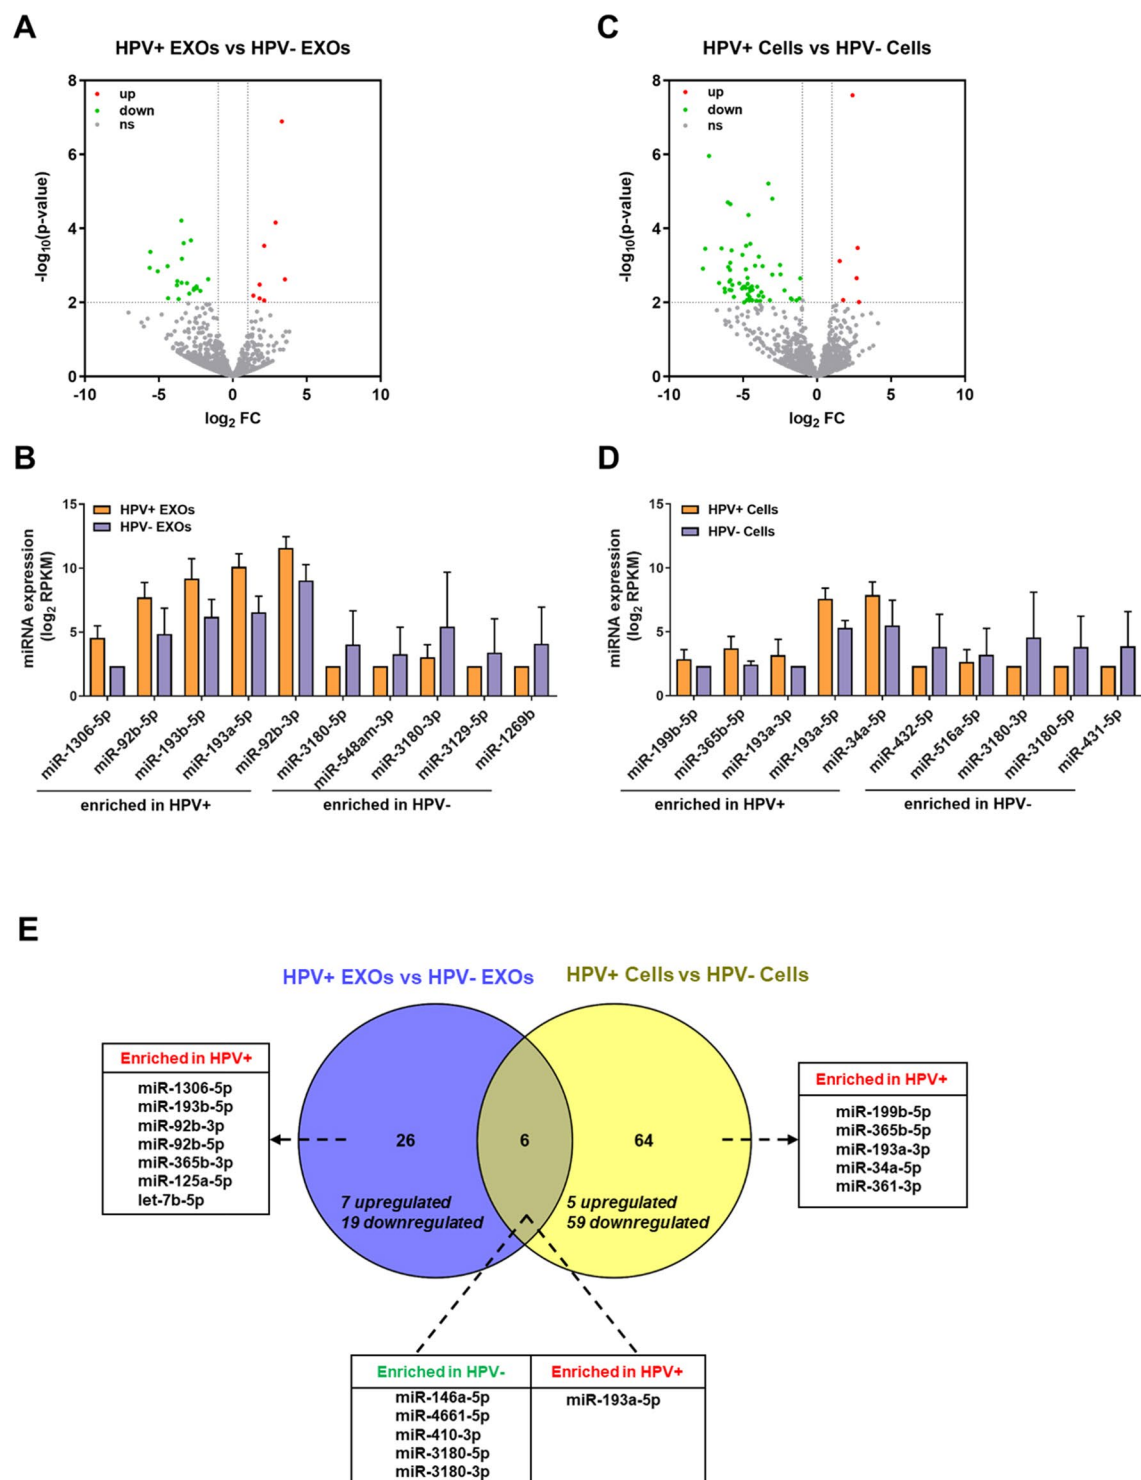 A
HPV+ EXOs vs HPV- EXOs
8
6
4
2
0
-10
-5
0
5
10
-log10(p-value)
log2 FC
up
down
ns
C
HPV+ Cells vs HPV- Cells
8
6
4
2
0
-10
-5
0
5
10
-log10(p-value)
log2 FC
up
down
ns
B
15
10
5
0
miRNA expression
(log2 RPKM)
HPV+ EXOs
HPV- EXOs
miR-1306-5p
miR-92b-5p
miR-193b-5p
miR-193a-5p
miR-92b-3p
miR-3180-5p
miR-548am-3p
miR-3180-3p
miR-3129-5p
miR-1269b
enriched in HPV+
enriched in HPV-
D
15
10
5
0
miRNA expression
(log2 RPKM)
HPV+ Cells
HPV- Cells
miR-199b-5p
miR-365b-5p
miR-193a-3p
miR-193a-5p
miR-34a-5p
miR-432-5p
miR-516a-5p
miR-3180-3p
miR-3180-5p
miR-431-5p
enriched in HPV+
enriched in HPV-
E
HPV+ EXOs vs HPV- EXOs
HPV+ Cells vs HPV- Cells
Enriched in HPV+
miR-1306-5p
miR-193b-5p
miR-92b-3p
miR-92b-5p
miR-365b-3p
miR-125a-5p
let-7b-5p
26
6
64
7 upregulated
19 downregulated
5 upregulated
59 downregulated
Enriched in HPV+
miR-199b-5p
miR-365b-5p
miR-193a-3p
miR-34a-5p
miR-361-3p
Enriched in HPV-
miR-146a-5p
miR-4661-5p
miR-410-3p
miR-3180-5p
miR-3180-3p
Enriched in HPV+
miR-193a-5p